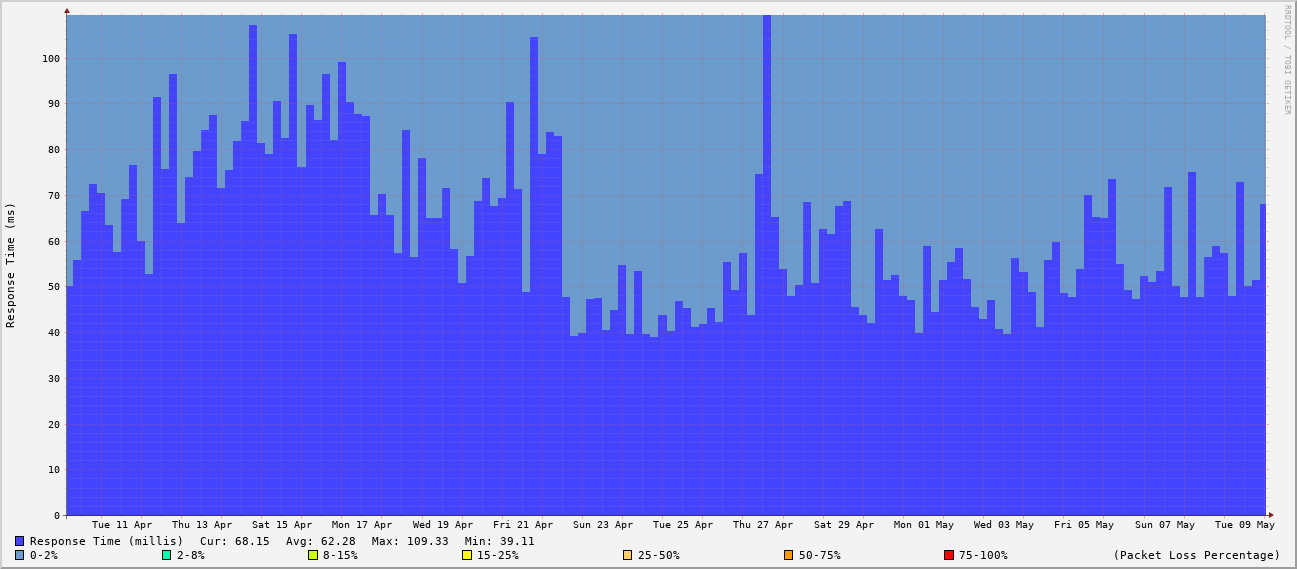 RRDTOOL / TOBI OETIKER
Response Time (ms)
100
90
80
70
60
50
40
30
20
10
0
Tue 11 Apr Thu 13 Apr Sat 15 Apr Mon 17 Apr Wed 19 Apr Fri 21 Apr Sun 23 Apr Tue 25 Apr Thu 27 Apr Sat 29 Apr Mon 01 May Wed 03 May Fri 05 May Sun 07 May Tue 09 May
Response Time (millis) Cur: 68.15 Avg: 62.28 Max: 109.33 Min: 39.11
0-2% 2-8% 8-15% 15-25% 25-50% 50-75% 75-100% (Packet Loss Percentage)